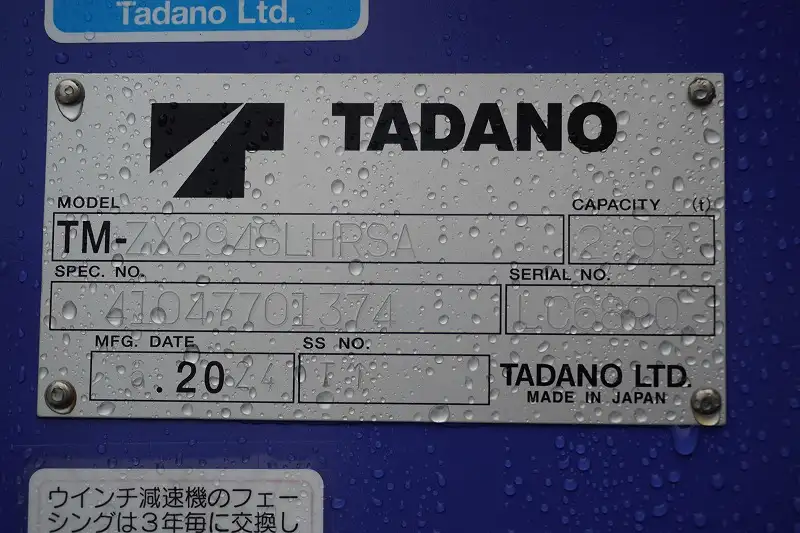 Tadano Ltd.
TADANO
MODEL
CAPACITY (t)
TM-ZX294SLHRSA
2.93
SPEC. NO.
SERIAL NO.
41047701374
MFG. DATE
SS NO.
.2024
TADANO LTD.
MADE IN JAPAN
ウインチ減速機のフェー
シングは3年毎に交換し